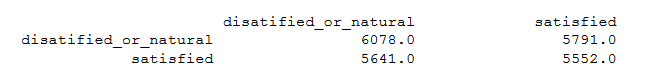 disatified_or_natural satisfied
disatified_or_natural 6078.0 5791.0
satisfied 5641.0 5552.0